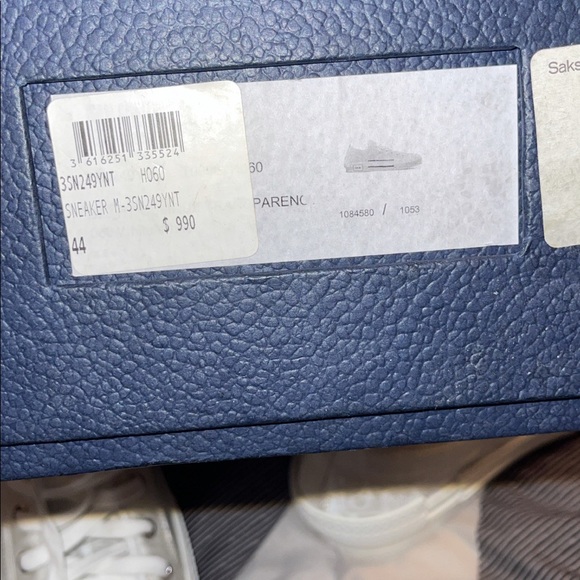 3 616251 335524
3SN249YNT H060
SNEAKER M-3SN249YNT
$ 990
44
60
PARENC
1084580 / 1053
Saks